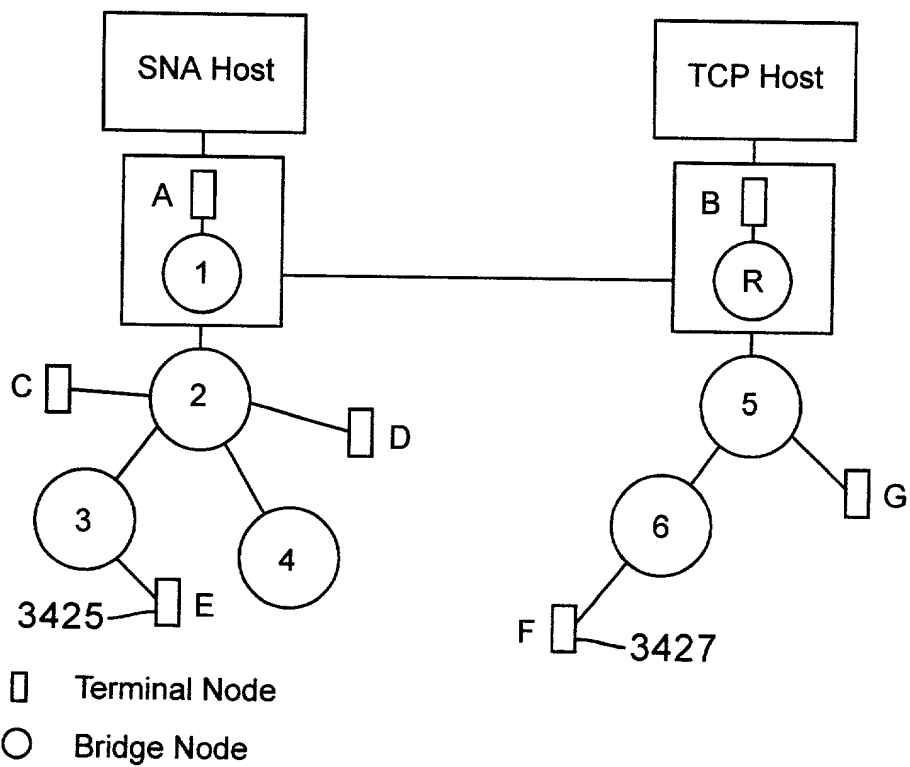 SNA Host
TCP Host
A
B
1
R
C
2
5
D
3
G
6
4
3425
E
F
3427
Terminal Node
Bridge Node